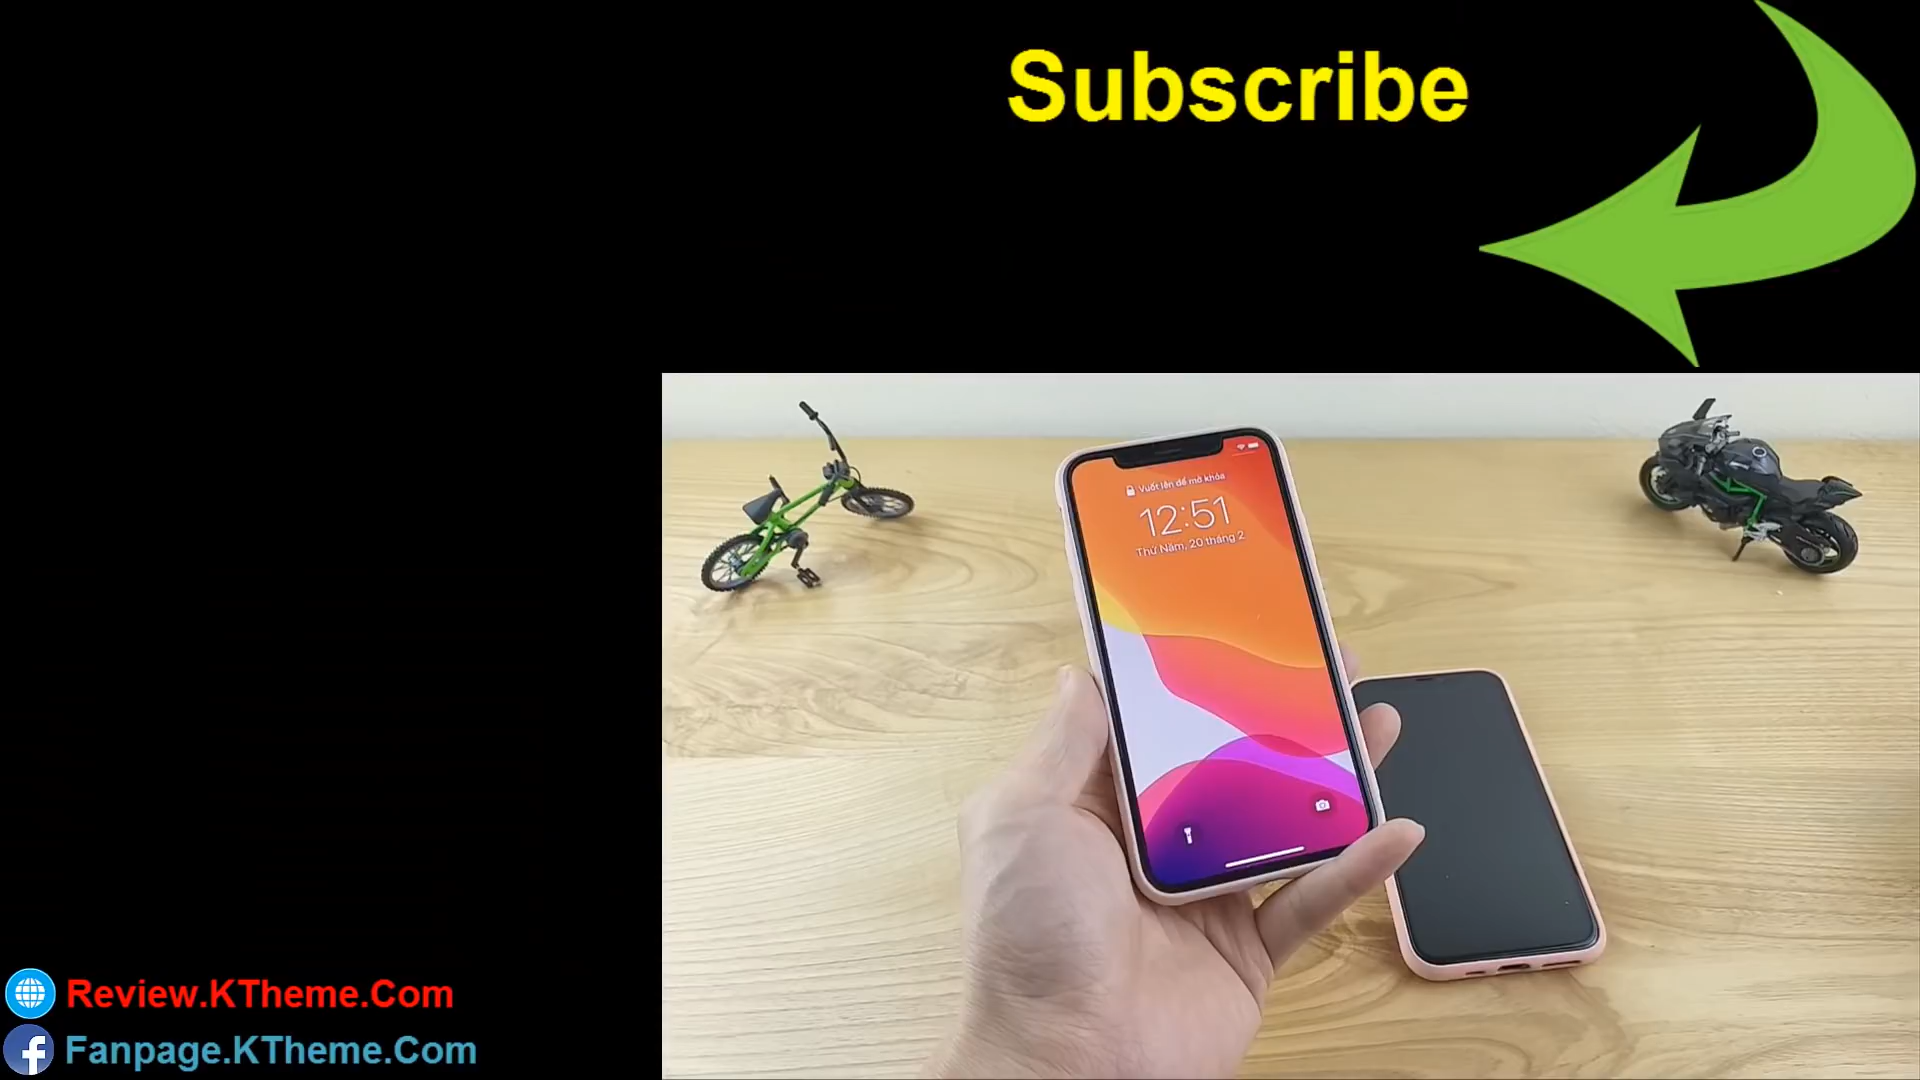 Subscribe
Vuốt lên để mở khóa
12:51
Thứ Năm, 20 tháng 2
Review.KTheme.Com
Fanpage.KTheme.Com